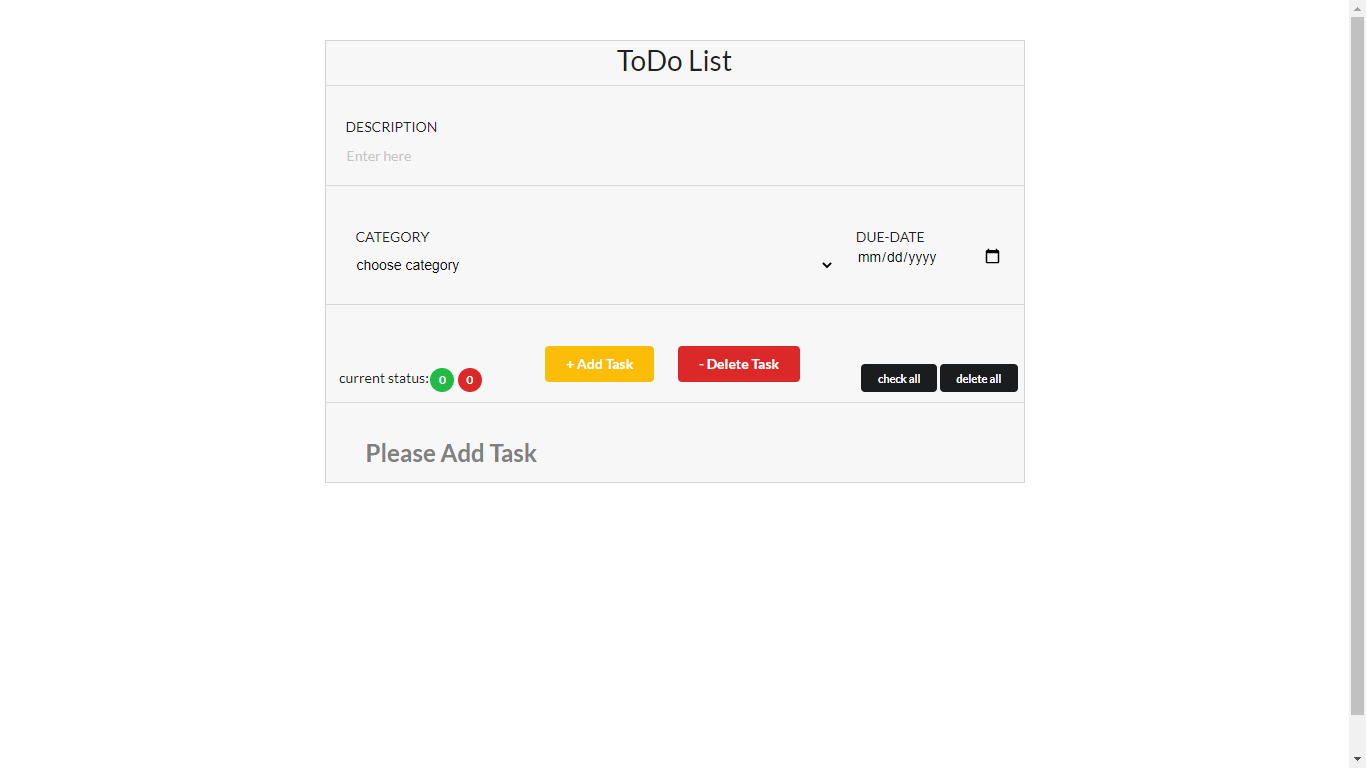 ToDo List
DESCRIPTION
Enter here
CATEGORY
DUE-DATE
choose category
mm/dd/yyyy
+ Add Task
- Delete Task
current status: 0 0
check all
delete all
Please Add Task